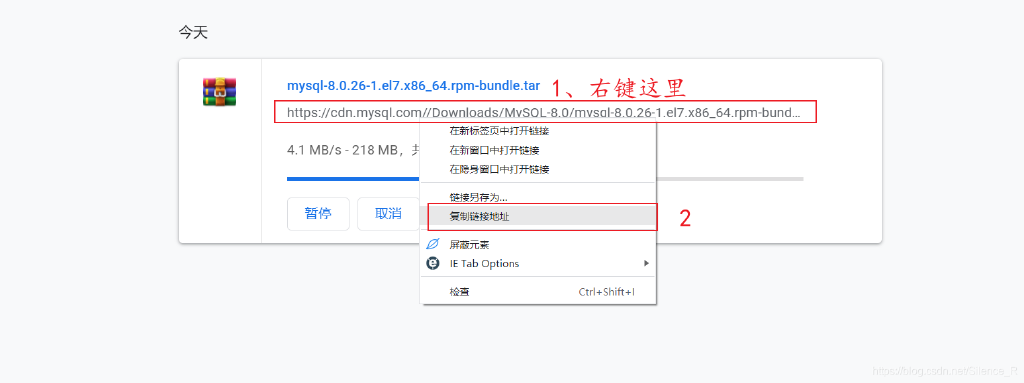 今天
mysql-8.0.26-1.el7.x86_64.rpm-bundle.tar
1、右键这里
https://cdn.mysql.com//Downloads/MySQL-8.0/mysql-8.0.26-1.el7.x86_64.rpm-bund...
在新标签页中打开链接
4.1 MB/s - 218 MB，共
在新窗口中打开链接
在隐身窗口中打开链接
链接另存为...
暂停
取消
复制链接地址
2
屏蔽元素
IE Tab Options
检查 Ctrl+Shift+I
https://blog.csdn.net/Silence_R